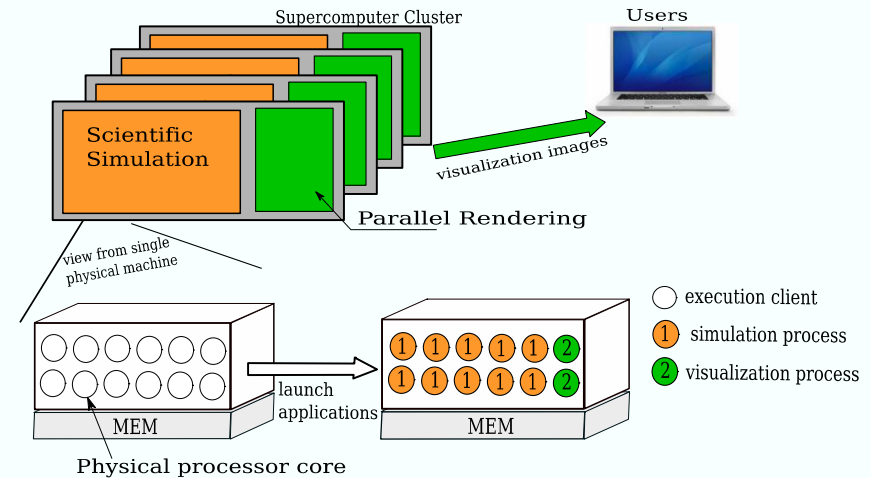 Supercomputer Cluster
Users
Scientific
Simulation
visualization images
Parallel Rendering
view from single
physical machine
execution client
1 simulation process
2 visualization process
1 1 1 1 1 2
1 1 1 1 1 2
launch
applications
MEM
MEM
Physical processor core